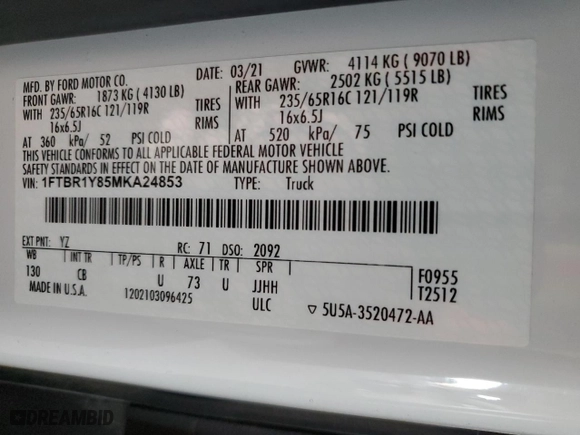 MFD. BY FORD MOTOR CO.
DATE: 03/21 GVWR: 4114 KG ( 9070 LB)
FRONT GAWR: 1873 KG ( 4130 LB)
REAR GAWR: 2502 KG ( 5515 LB)
WITH 235/65R16C 121/119R TIRES
WITH 235/65R16C 121/119R TIRES
16x6.5J RIMS
16x6.5J RIMS
AT 360 kPa/ 52 PSI COLD
AT 520 kPa/ 75 PSI COLD
THIS VEHICLE CONFORMS TO ALL APPLICABLE FEDERAL MOTOR VEHICLE
SAFETY STANDARDS IN EFFECT ON THE DATE OF MANUFACTURE SHOWN ABOVE.
VIN: 1FTBR1Y85MKA24853 TYPE: Truck
EXT PNT: YZ RC: 71 DSO: 2092
WB INT TR TP/PS R AXLE TR SPR
130 CB U 73 U JJHH
F0955
T2512
MADE IN U.S.A.
1202103096425
ULC
▽ 5U5A-3520472-AA
DREAMBID